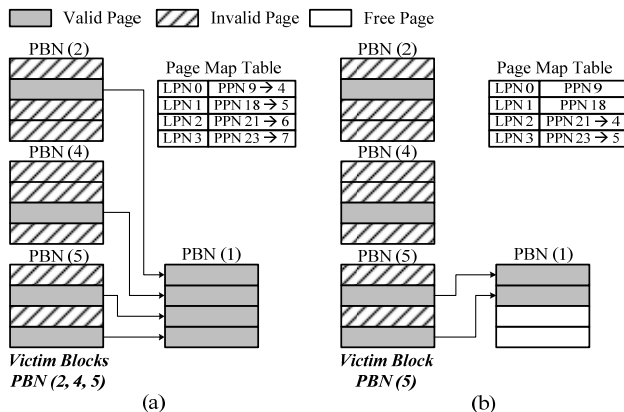 Valid Page Invalid Page Free Page
PBN (2)
Page Map Table
LPN 0 PPN 9 → 4
LPN 1 PPN 18 → 5
LPN 2 PPN 21 → 6
LPN 3 PPN 23 → 7
PBN (4)
PBN (5)
PBN (1)
Victim Blocks
PBN (2, 4, 5)
(a)
PBN (2)
Page Map Table
LPN 0 PPN 9
LPN 1 PPN 18
LPN 2 PPN 21 → 4
LPN 3 PPN 23 → 5
PBN (4)
PBN (5)
PBN (1)
Victim Block
PBN (5)
(b)